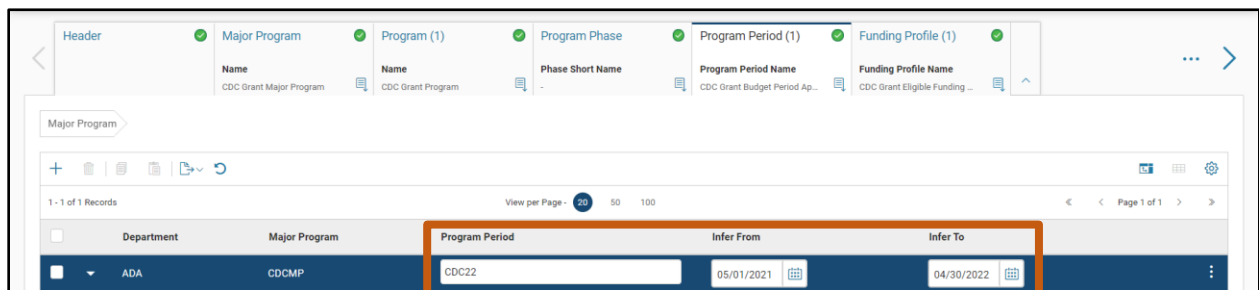 Header
Major Program
Name
CDC Grant Major Program
Program (1)
Name
CDC Grant Program
Program Phase
Phase Short Name
-
Program Period (1)
Program Period Name
CDC Grant Budget Period Ap...
Funding Profile (1)
Funding Profile Name
CDC Grant Eligible Funding ...
Major Program
1 - 1 of 1 Records
View per Page - 20 50 100
Page 1 of 1
Department Major Program Program Period Infer From Infer To
ADA CDCMP CDC22 05/01/2021 04/30/2022